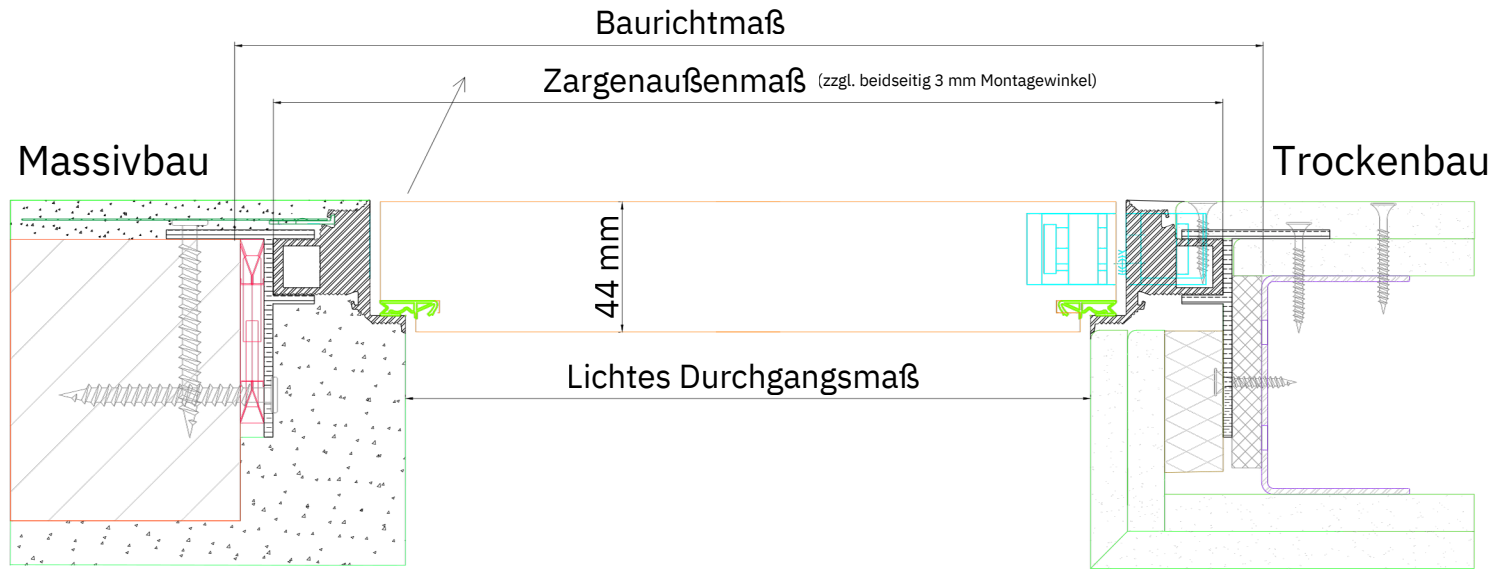 Baurichtmaß
Zargenaußenmaß (zzgl. beidseitig 3 mm Montagewinkel)
Massivbau
Trockenbau
44 mm
Lichtes Durchgangsmaß